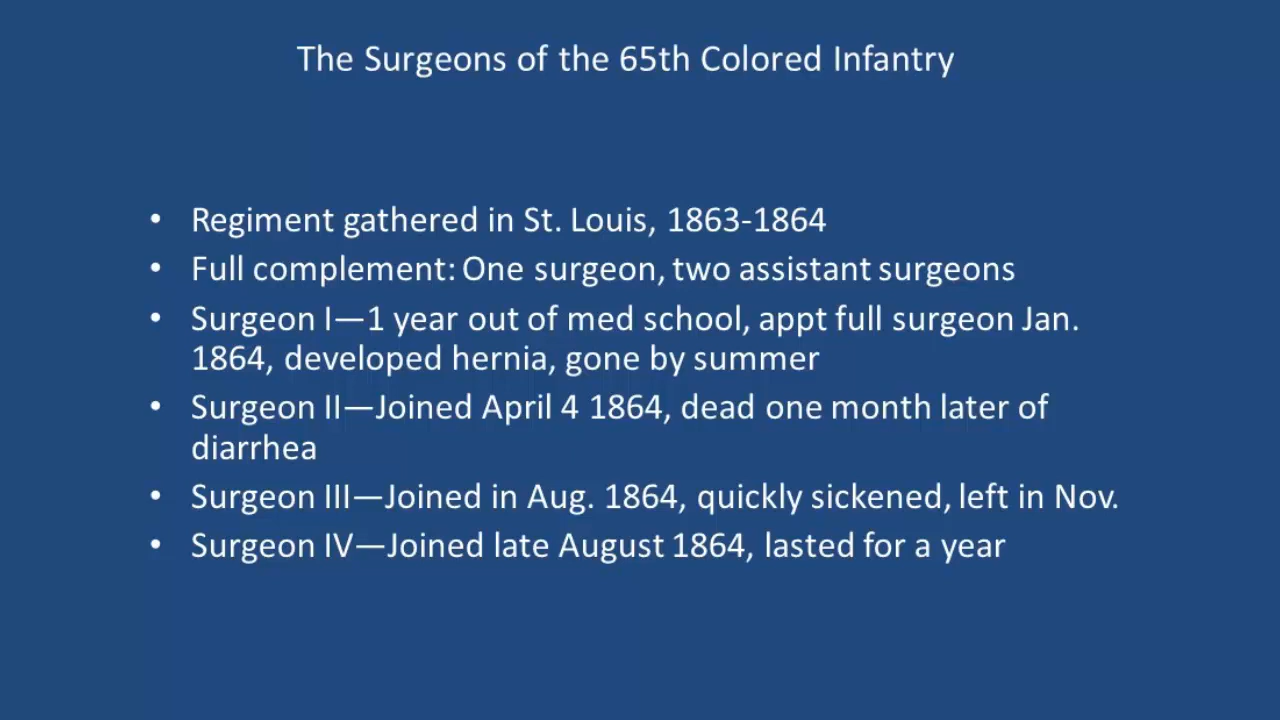 The Surgeons of the 65th Colored Infantry
• Regiment gathered in St. Louis, 1863-1864
• Full complement: One surgeon, two assistant surgeons
• Surgeon I—1 year out of med school, appt full surgeon Jan.
1864, developed hernia, gone by summer
• Surgeon II—Joined April 4 1864, dead one month later of
diarrhea
• Surgeon III—Joined in Aug. 1864, quickly sickened, left in Nov.
• Surgeon IV—Joined late August 1864, lasted for a year